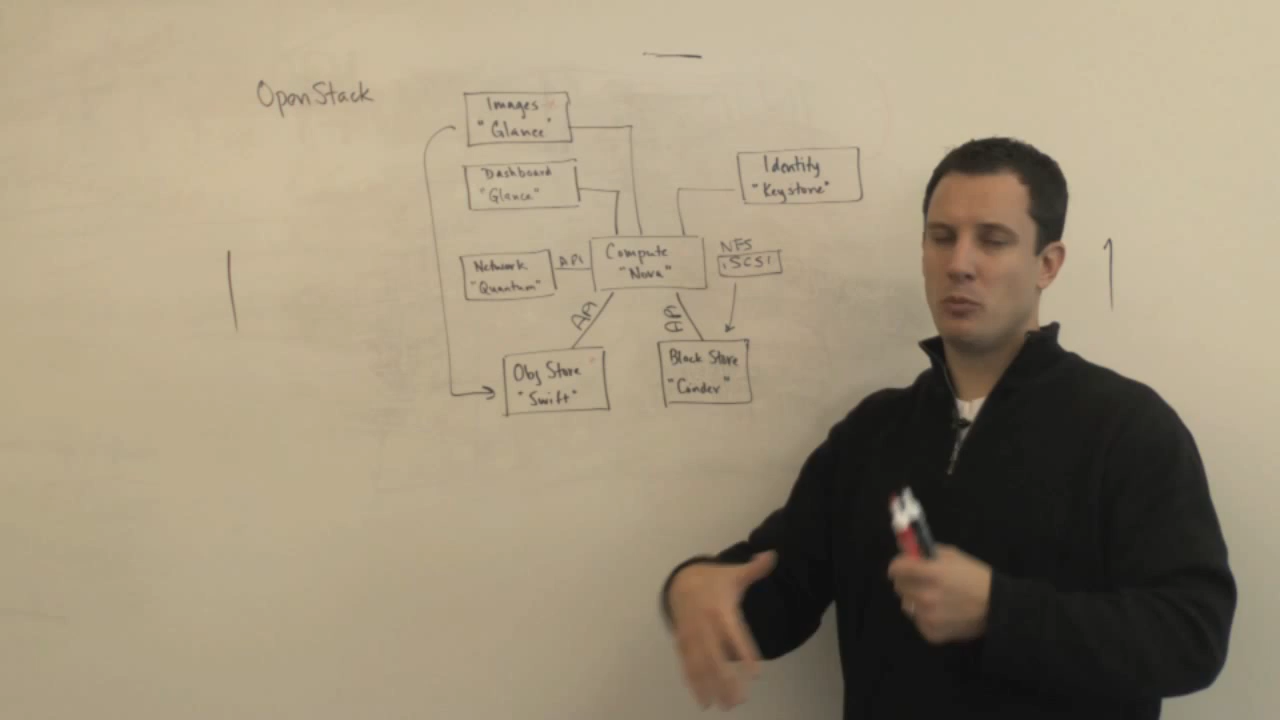 OpenStack
Images
"Glance"
Dashboard
"Glance"
Identity
"Keystone"
Network
"Quantum"
API
Compute
"Nova"
NFS
iSCSI
API
API
Obj Store
"Swift"
Block Store
"Cinder"